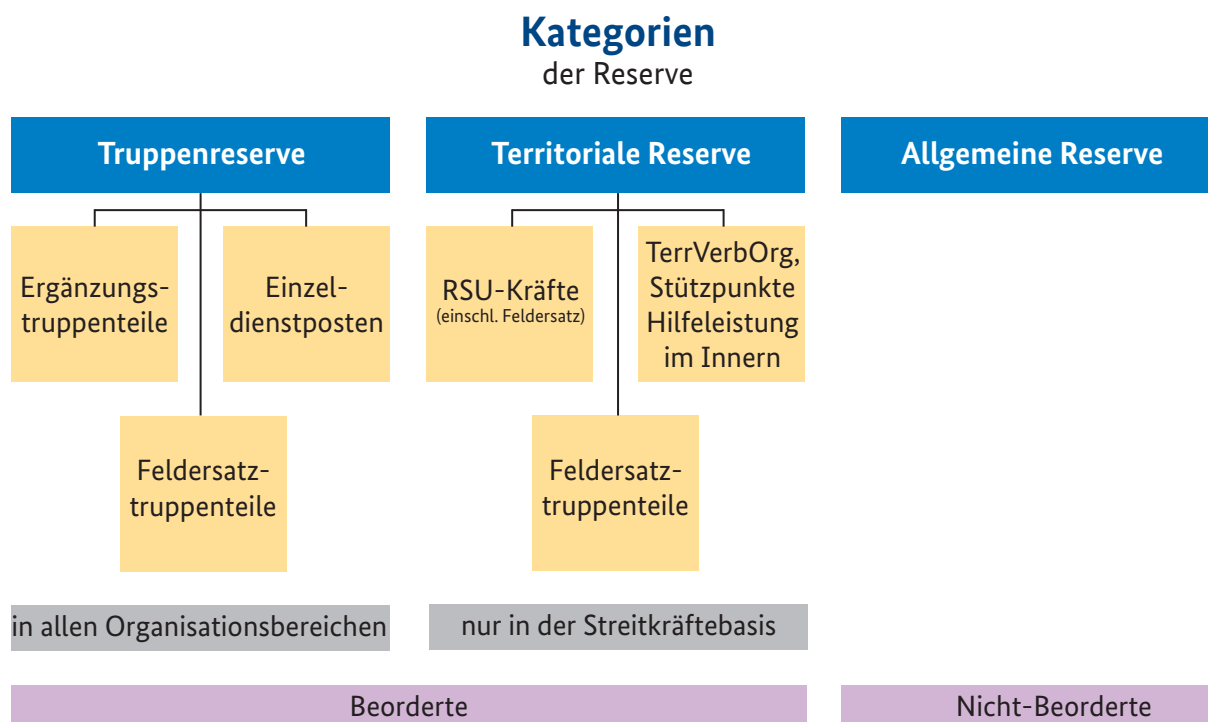 Kategorien
der Reserve
Truppenreserve
Territoriale Reserve
Allgemeine Reserve
Ergänzungs-
truppenteile
Einzel-
dienstposten
RSU-Kräfte
(einschl. Feldersatz)
TerrVerbOrg,
Stützpunkte
Hilfeleistung
im Innern
Feldersatz-
truppenteile
Feldersatz-
truppenteile
in allen Organisationsbereichen
nur in der Streitkräftebasis
Beorderte
Nicht-Beorderte